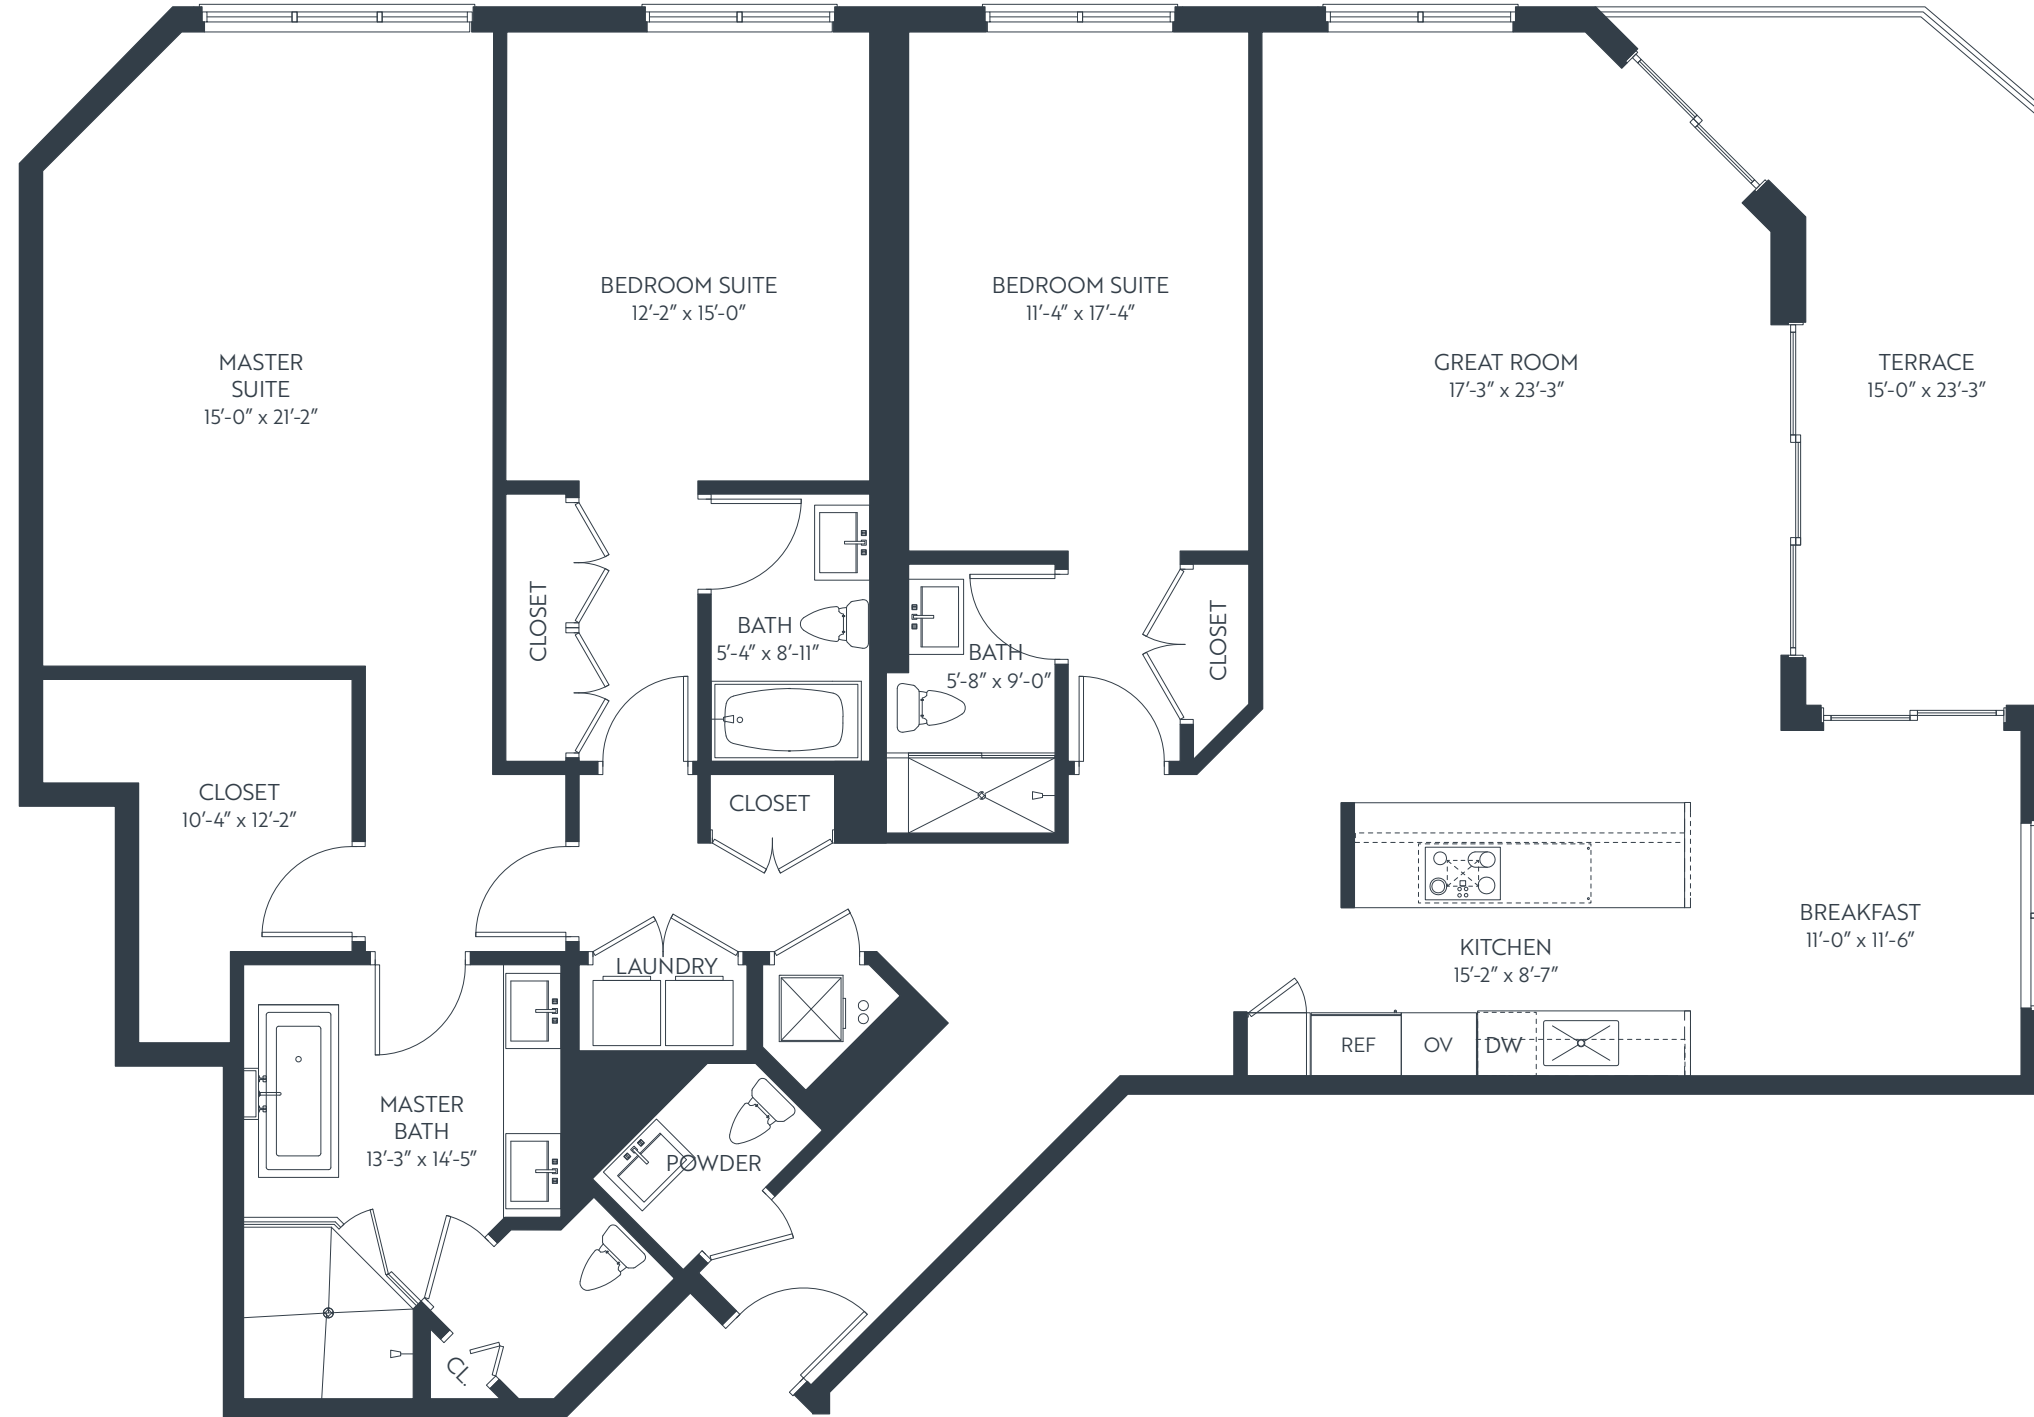 BEDROOM SUITE
12'-2" x 15'-0"
BEDROOM SUITE
11'-4" x 17'-4"
MASTER
SUITE
15'-0" x 21'-2"
GREAT ROOM
17'-3" x 23'-3"
TERRACE
15'-0" x 23'-3"
CLOSET
BATH
5'-4" x 8'-11"
BATH
5'-8" x 9'-0"
CLOSET
CLOSET
10'-4" x 12'-2"
CLOSET
LAUNDRY
KITCHEN
15'-2" x 8'-7"
BREAKFAST
11'-0" x 11'-6"
REF
OV
DW
MASTER
BATH
13'-3" x 14'-5"
POWDER
CL.